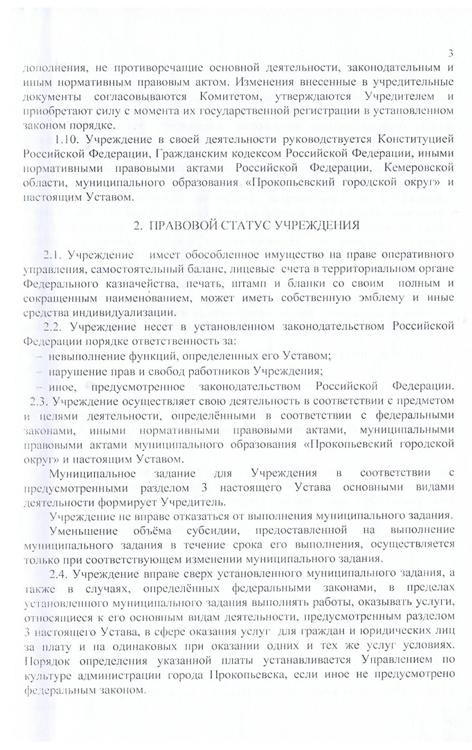 3
дополнения, не противоречащие основной деятельности, законодательным и
иным нормативным правовым актом. Изменения внесенные в учредительные
документы согласовываются Комитетом, утверждаются Учредителем и
приобретают силу с момента их государственной регистрации в установленном
законом порядке.
1.10. Учреждение в своей деятельности руководствуется Конституцией
Российской Федерации, Гражданским кодексом Российской Федерации, иными
нормативными правовыми актами Российской Федерации, Кемеровской
области, муниципального образования «Прокопьевский городской округ» и
настоящим Уставом.
2. ПРАВОВОЙ СТАТУС УЧРЕЖДЕНИЯ
2.1. Учреждение имеет обособленное имущество на праве оперативного
управления, самостоятельный баланс, лицевые счета в территориальном органе
Федерального казначейства, печать, штамп и бланки со своим полным и
сокращенным наименованием, может иметь собственную эмблему и иные
средства индивидуализации.
2.2. Учреждение несет в установленном законодательством Российской
Федерации порядке ответственность за:
– невыполнение функций, определенных его Уставом;
– нарушение прав и свобод работников Учреждения;
– иное, предусмотренное законодательством Российской Федерации.
2.3. Учреждение осуществляет свою деятельность в соответствии с предметом
и целями деятельности, определёнными в соответствии с федеральными
законами, иными нормативными правовыми актами, муниципальными
правовыми актами муниципального образования «Прокопьевский городской
округ» и настоящим Уставом.
Муниципальное задание для Учреждения в соответствии с
предусмотренными разделом 3 настоящего Устава основными видами
деятельности формирует Учредитель.
Учреждение не вправе отказаться от выполнения муниципального задания.
Уменьшение объёма субсидии, предоставленной на выполнение
муниципального задания в течение срока его выполнения, осуществляется
только при соответствующем изменении муниципального задания.
2.4. Учреждение вправе сверх установленного муниципального задания, а
также в случаях, определённых федеральными законами, в пределах
установленного муниципального задания выполнять работы, оказывать услуги,
относящиеся к его основным видам деятельности, предусмотренным разделом
3 настоящего Устава, в сфере оказания услуг для граждан и юридических лиц
за плату и на одинаковых при оказании одних и тех же услуг условиях.
Порядок определения указанной платы устанавливается Управлением по
культуре администрации города Прокопьевска, если иное не предусмотрено
федеральным законом.